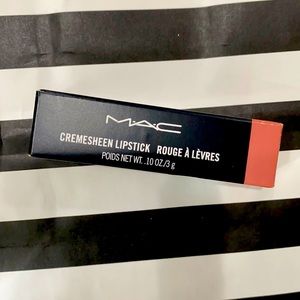 M·A·C
CREMESHEEN LIPSTICK ROUGE À LÈVRES
POIDS NET WT. .10 OZ/3 g